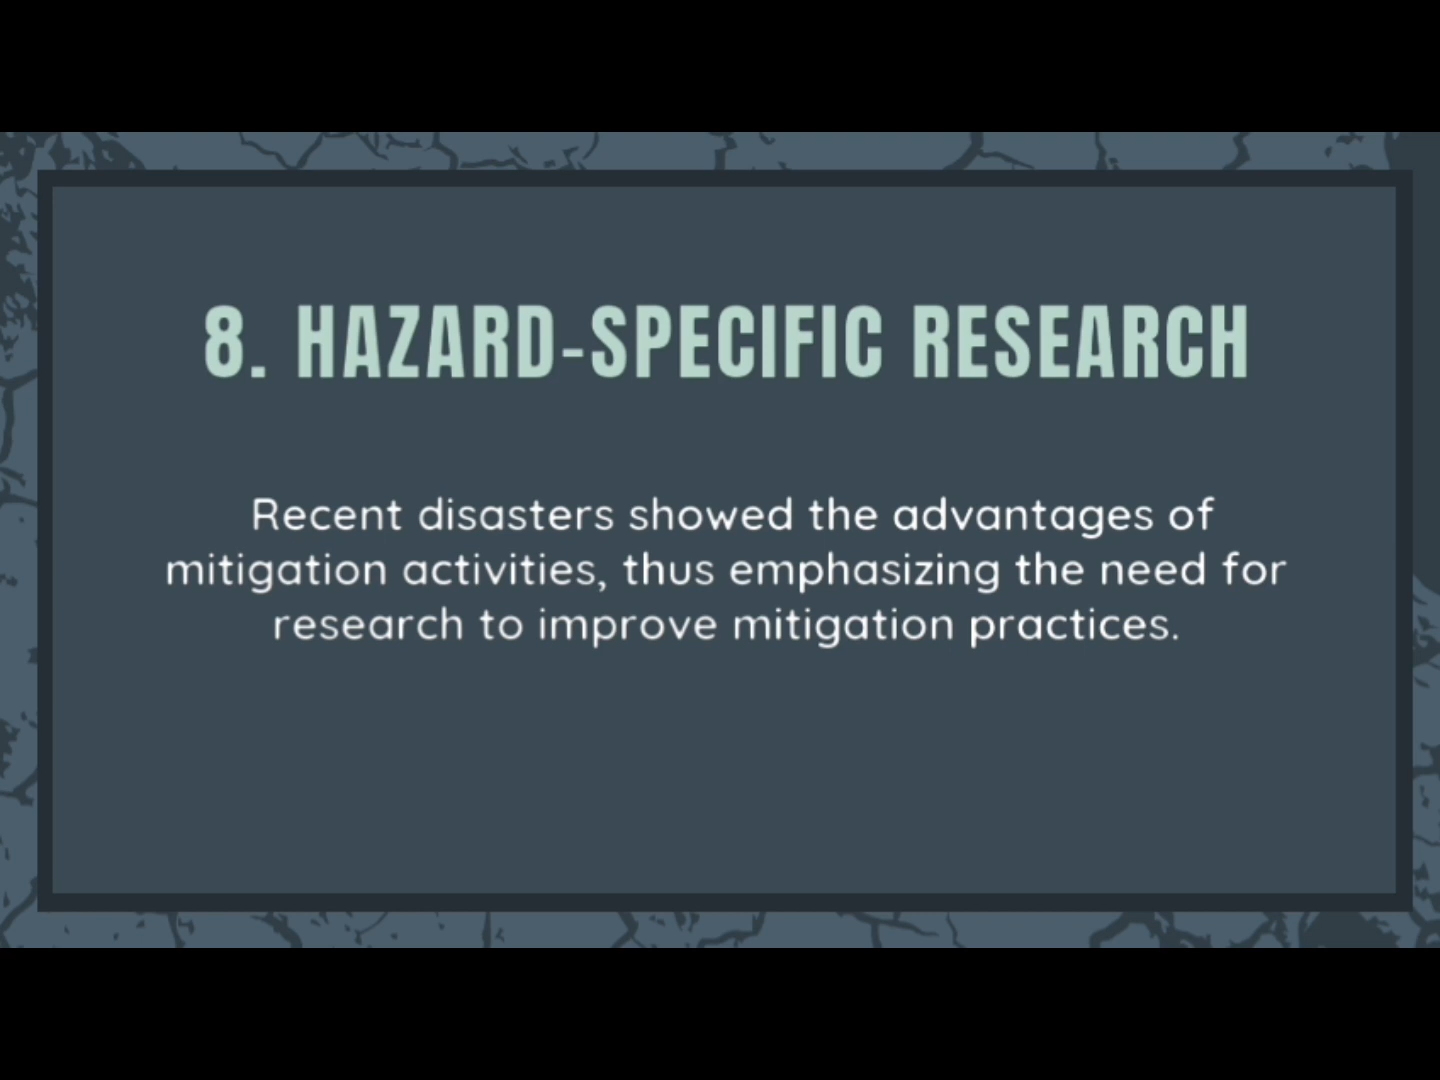 8. HAZARD-SPECIFIC RESEARCH
Recent disasters showed the advantages of
mitigation activities, thus emphasizing the need for
research to improve mitigation practices.